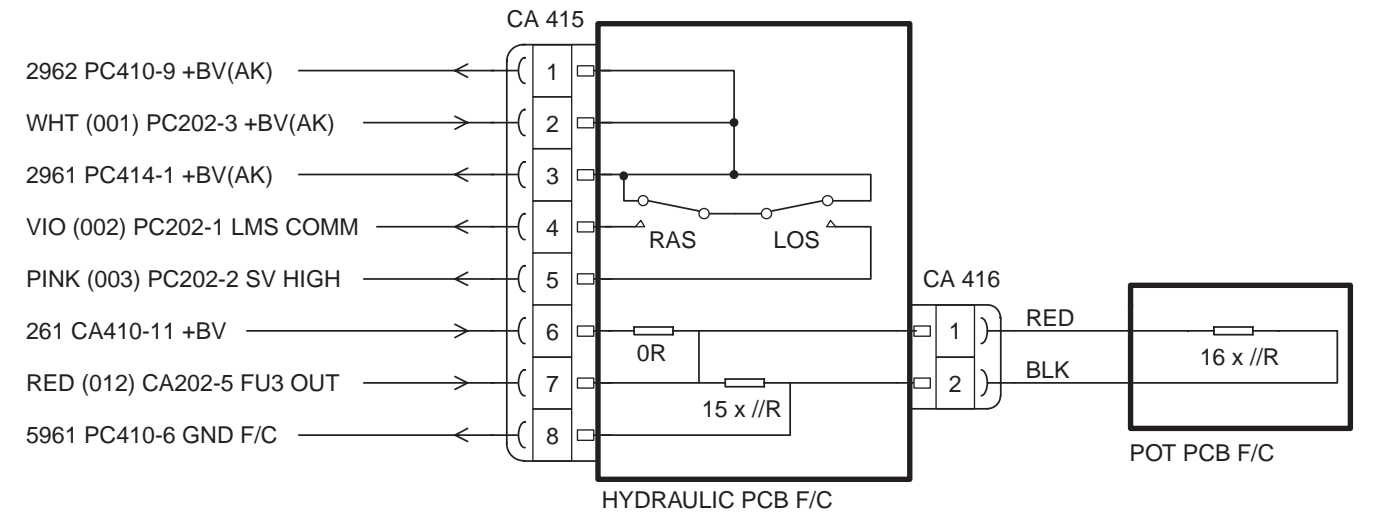 CA 415
2962 PC410-9 +BV(AK)
1
WHT (001) PC202-3 +BV(AK)
2
2961 PC414-1 +BV(AK)
3
VIO (002) PC202-1 LMS COMM
4
RAS
LOS
PINK (003) PC202-2 SV HIGH
5
CA 416
261 CA410-11 +BV
6
0R
1
RED
16 x //R
RED (012) CA202-5 FU3 OUT
7
15 x //R
2
BLK
5961 PC410-6 GND F/C
8
POT PCB F/C
HYDRAULIC PCB F/C